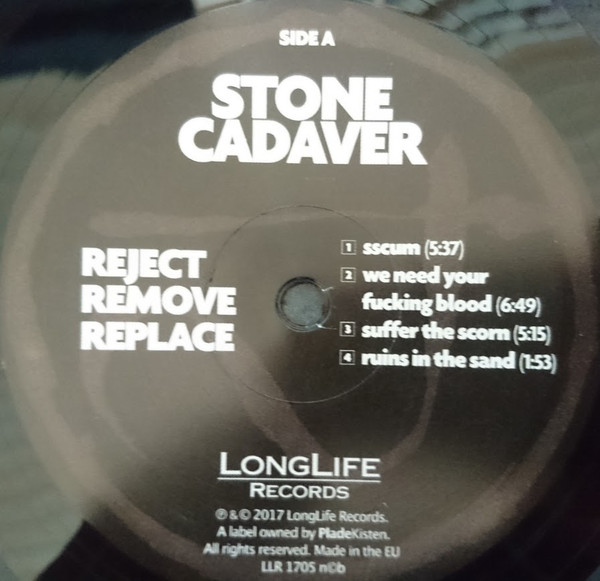 SIDE A
STONE
CADAVER
REJECT
REMOVE
REPLACE
1 sscum (5:37)
2 we need your
fucking blood (6:49)
3 suffer the scorn (5:15)
4 ruins in the sand (1:53)
LONGLIFE
RECORDS
℗ & © 2017 LongLife Records.
A label owned by PladeKisten.
All rights reserved. Made in the EU
LLR 1705 n©b